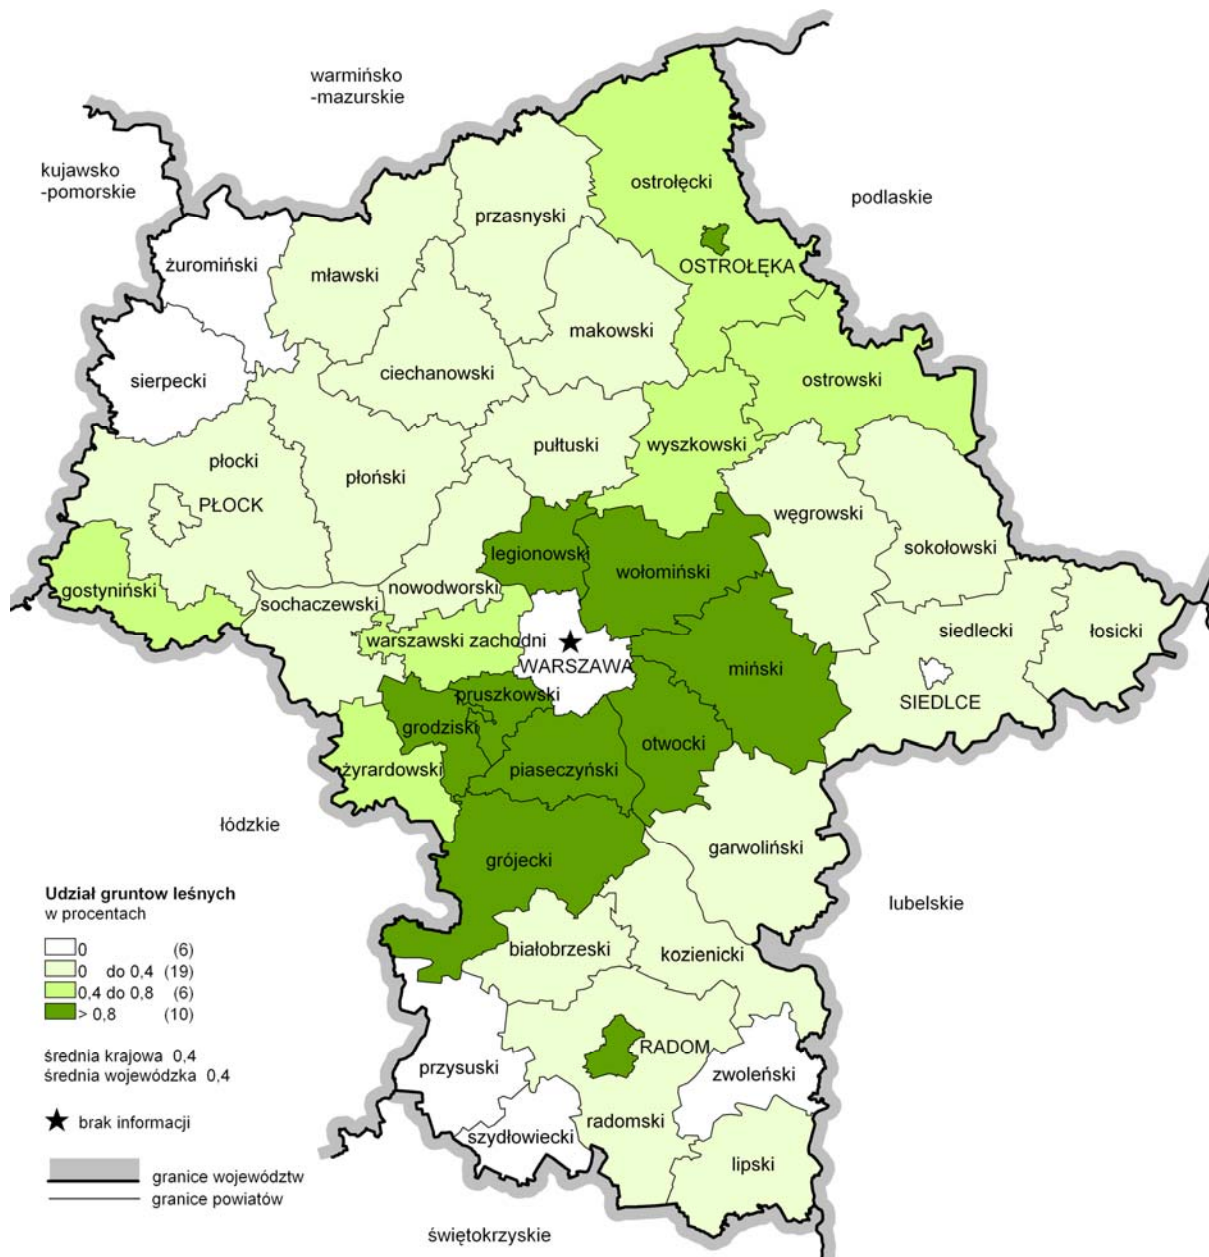 warmińsko
-mazurskie
kujawsko
-pomorskie
podlaskie
ostrołęcki
przasnyski
OSTROŁĘKA
żuromiński
mławski
makowski
ciechanowski
sierpecki
ostrowski
wyszkowski
pułtuski
płocki
płoński
PŁOCK
węgrowski
sokołowski
legionowski
wołomiński
gostyniński
nowodworski
sochaczewski
siedlecki
łosicki
warszawski zachodni
WARSZAWA
miński
SIEDLCE
pruszkowski
grodziski
otwocki
żyrardowski
piaseczyński
łódzkie
garwoliński
grójecki
lubelskie
białobrzeski
kozienicki
RADOM
przysuski
zwoleński
radomski
szydłowiecki
lipski
świętokrzyskie
Udział gruntow leśnych
w procentach
0 (6)
0 do 0,4 (19)
0,4 do 0,8 (6)
> 0,8 (10)
średnia krajowa 0,4
średnia wojewódzka 0,4
brak informacji
granice województw
granice powiatów